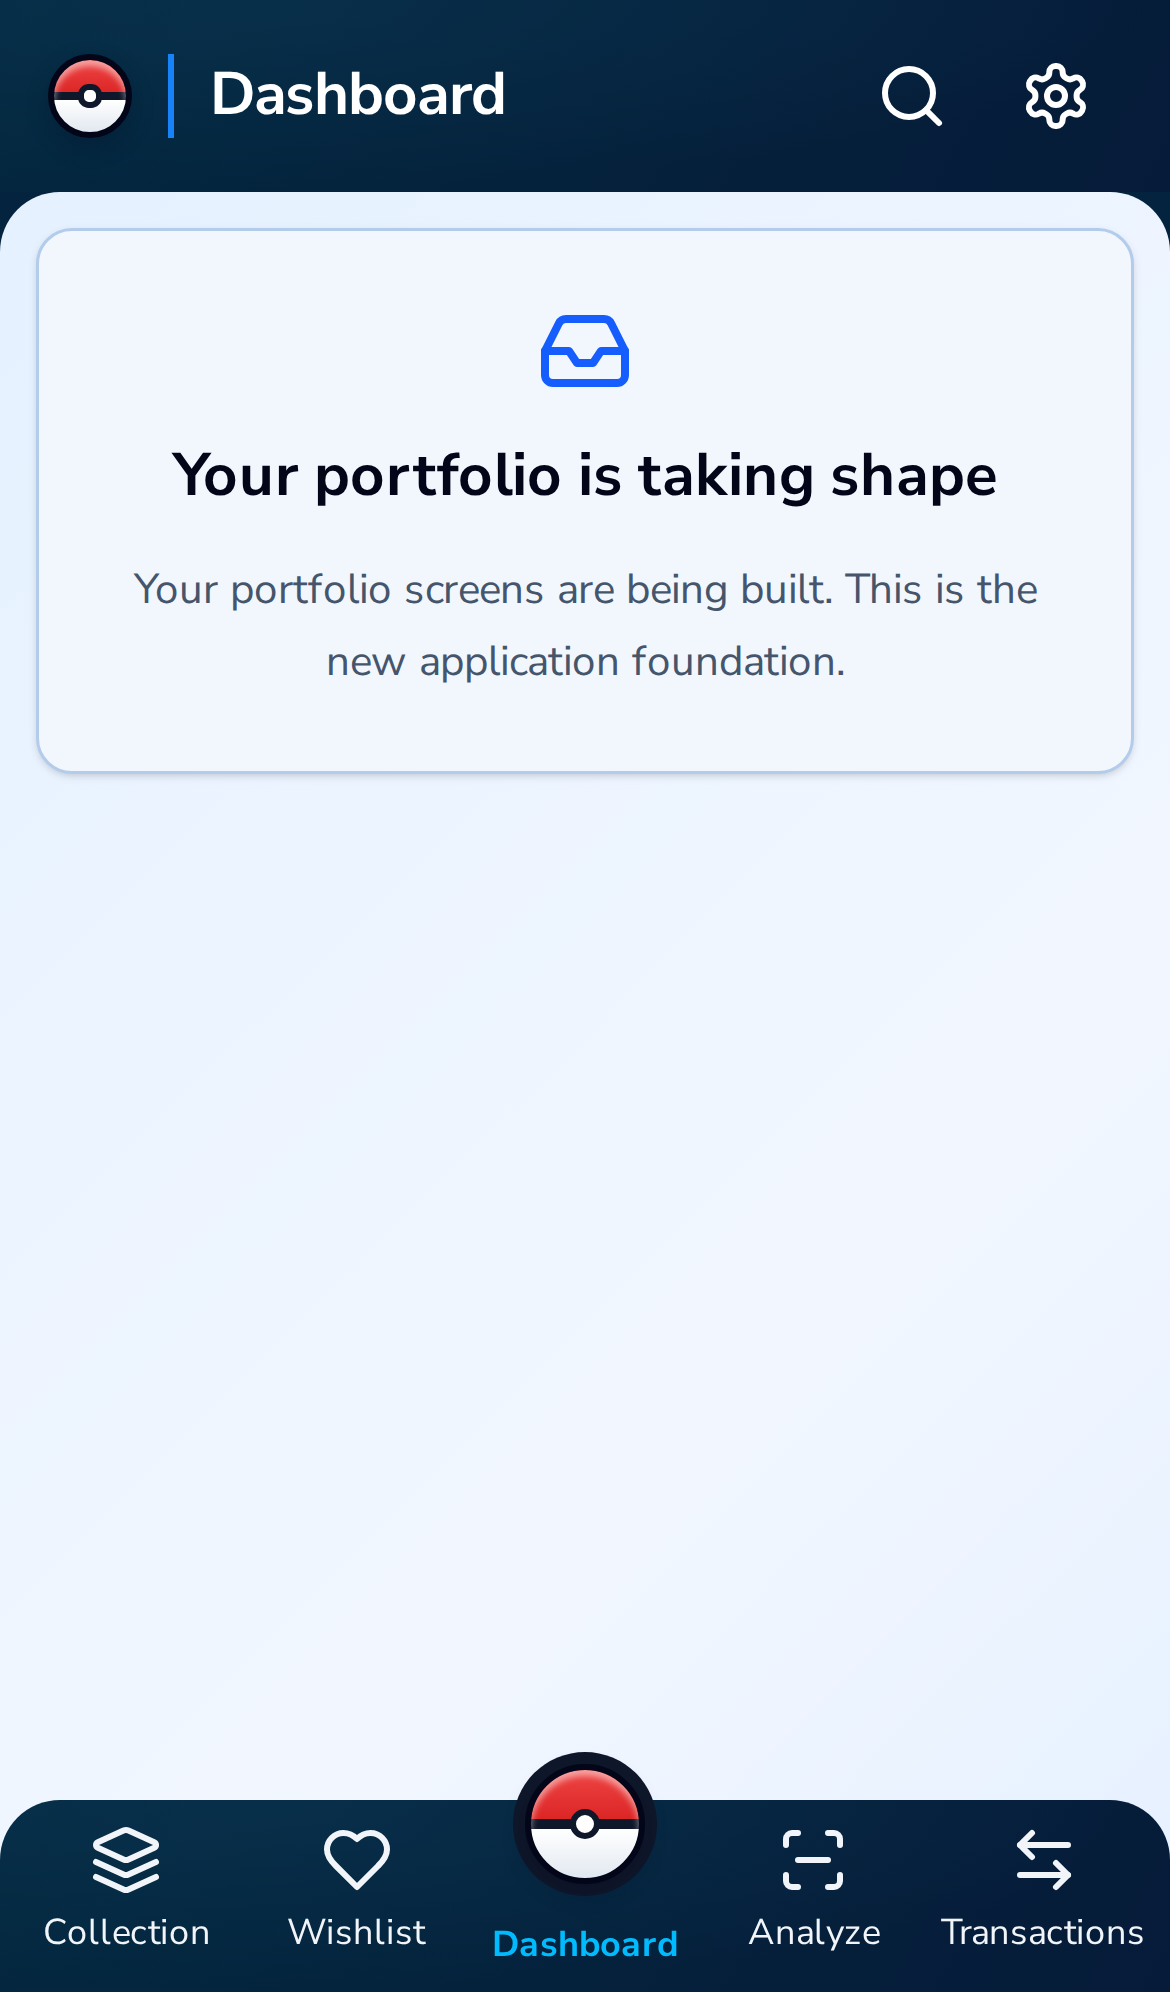 Dashboard
Your portfolio is taking shape
Your portfolio screens are being built. This is the
new application foundation.
Collection
Wishlist
Dashboard
Analyze
Transactions